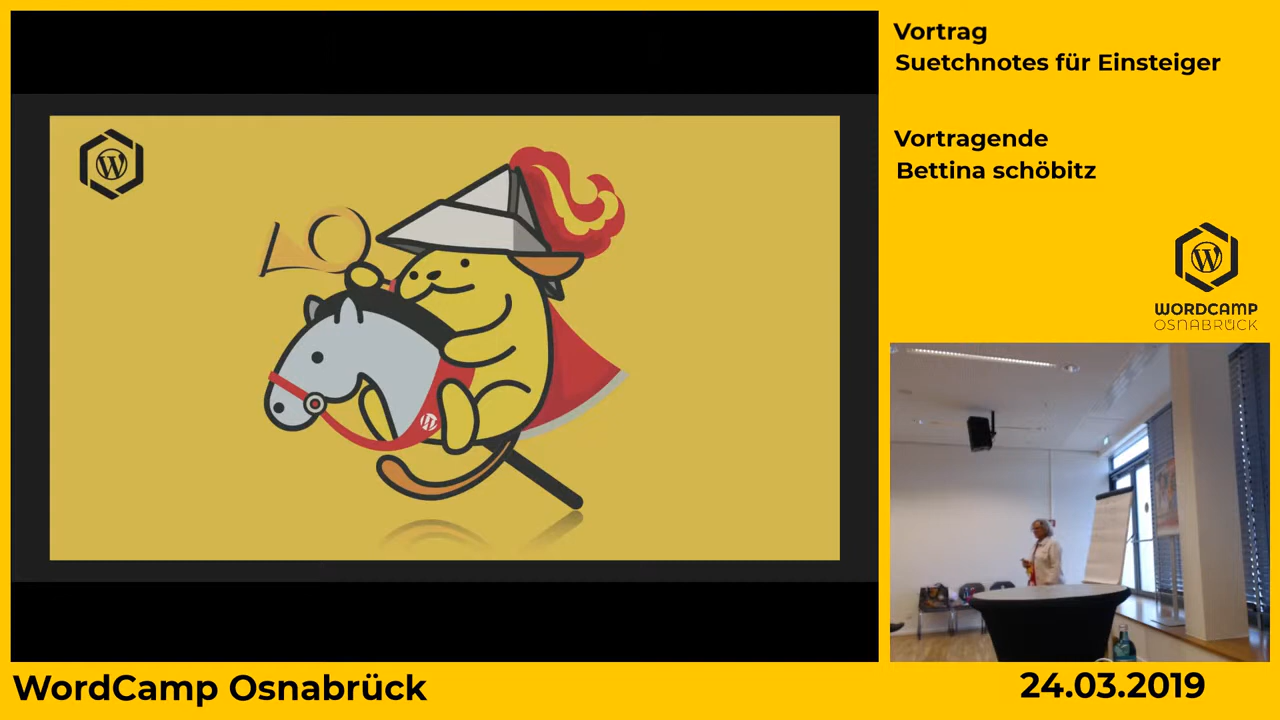 Vortrag
Suetchnotes für Einsteiger
Vortragende
Bettina schöbitz
WORDCAMP
OSNABRÜCK
WordCamp Osnabrück
24.03.2019